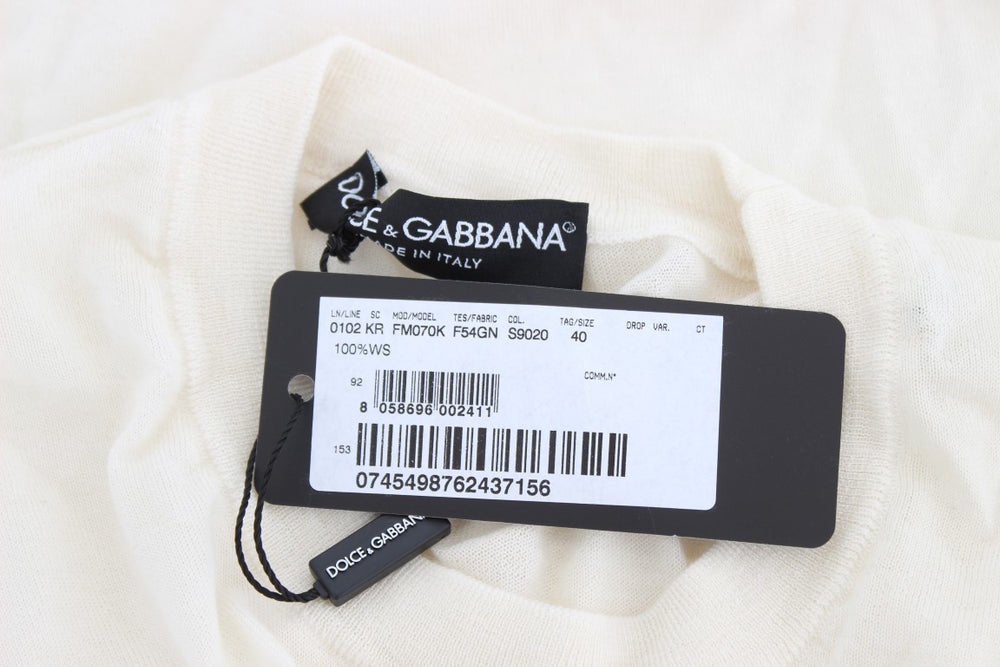 DOLCE & GABBANA
MADE IN ITALY
LN/LINE SC MOD/MODEL TES/FABRIC COL. TAG/SIZE DROP VAR. CT
0102 KR FM070K F54GN S9020 40
100%WS
COMM.N°
92
8 058696 002411
153
0745498762437156
DOLCE & GABBANA